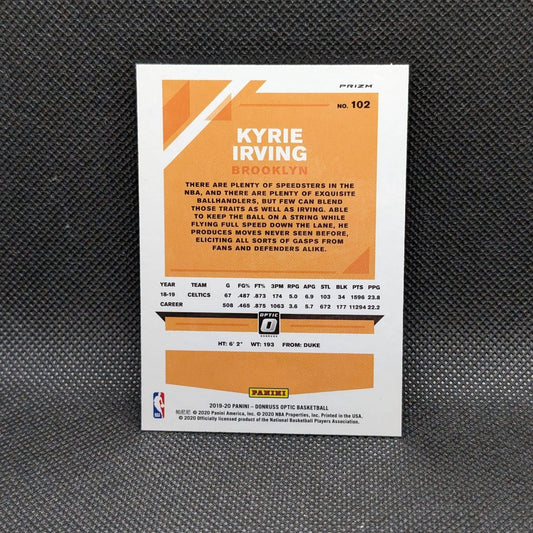 PRIZM
NO. 102
KYRIE
IRVING
BROOKLYN
THERE ARE PLENTY OF SPEEDSTERS IN THE
NBA, AND THERE ARE PLENTY OF EXQUISITE
BALLHANDLERS, BUT FEW CAN BLEND
THOSE TRAITS AS WELL AS IRVING. ABLE
TO KEEP THE BALL ON A STRING WHILE
FLYING FULL SPEED DOWN THE LANE, HE
PRODUCES MOVES NEVER SEEN BEFORE,
ELICITING ALL SORTS OF GASPS FROM
FANS AND DEFENDERS ALIKE.
YEAR TEAM G FG% FT% 3PM RPG APG STL BLK PTS PPG
18-19 CELTICS 67 .487 .873 174 5.0 6.9 103 34 1596 23.8
CAREER 508 .465 .875 1063 3.6 5.7 672 177 11294 22.2
OPTIC
DONRUSS
HT: 6' 2" WT: 193 FROM: DUKE
PANINI
2019-20 PANINI – DONRUSS OPTIC BASKETBALL
© 2020 Panini America, Inc. © 2020 NBA Properties, Inc. Printed in the USA.
© 2020 Officially licensed product of the National Basketball Players Association.